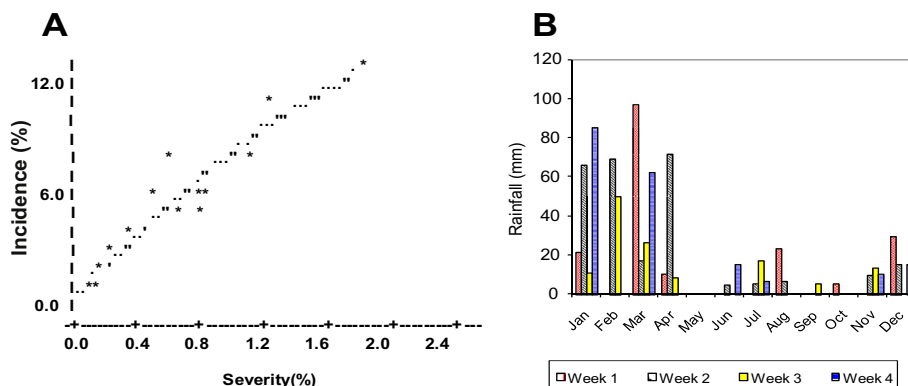 A
Incidence (%)
12.0
6.0
0.0
0.0 0.4 0.8 1.2 1.6 2.0 2.4
Severity(%)
B
Rainfall (mm)
120
100
80
60
40
20
0
Jan Feb Mar Apr May Jun Jul Aug Sep Oct Nov Dec
Week 1 Week 2 Week 3 Week 4